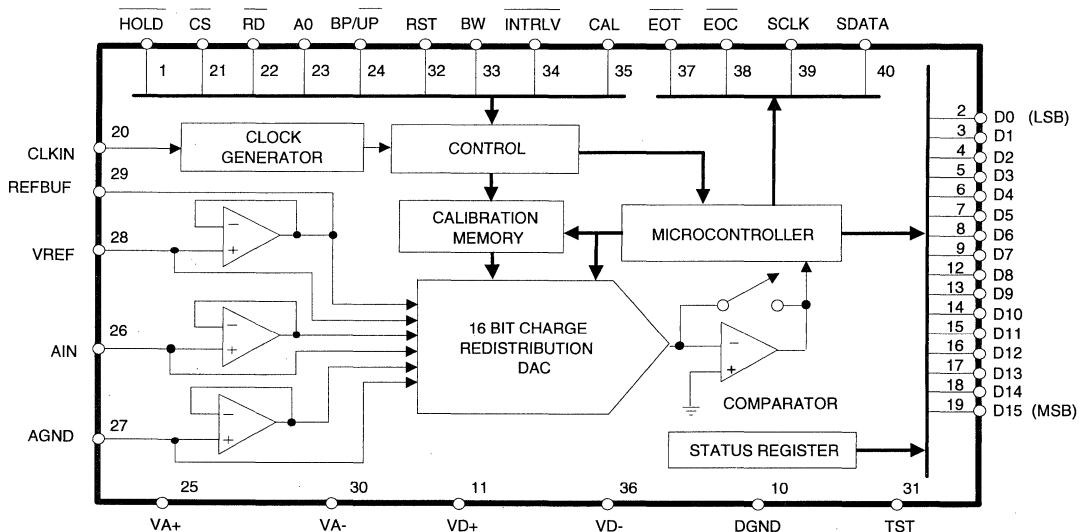 HOLD CS RD A0 BP/UP RST BW INTRLV CAL EOT EOC SCLK SDATA
1 21 22 23 24 32 33 34 35 37 38 39 40
20
CLKIN
CLOCK
GENERATOR
CONTROL
2 D0 (LSB)
3 D1
4 D2
5 D3
6 D4
7 D5
8 D6
9 D7
12 D8
13 D9
14 D10
15 D11
16 D12
17 D13
18 D14
19 D15 (MSB)
29
REFBUF
CALIBRATION
MEMORY
MICROCONTROLLER
28
VREF
-
+
26
AIN
-
+
16 BIT CHARGE
REDISTRIBUTION
DAC
-
+
COMPARATOR
27
AGND
-
+
STATUS REGISTER
25 30 11 36 10 31
VA+ VA- VD+ VD- DGND TST